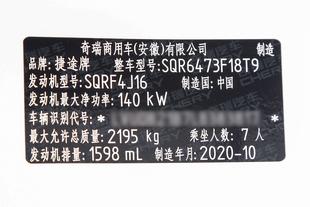 奇瑞商用车(安徽)有限公司 制造
品牌:捷途牌 整车型号:SQR6473F18T9
发动机型号:SQRF4J16 制造国:中国
发动机最大净功率:140 kW
车辆识别代号:* *
最大允许总质量:2195 kg 乘坐人数:7 人
发动机排量:1598 mL 制造年月:2020-10